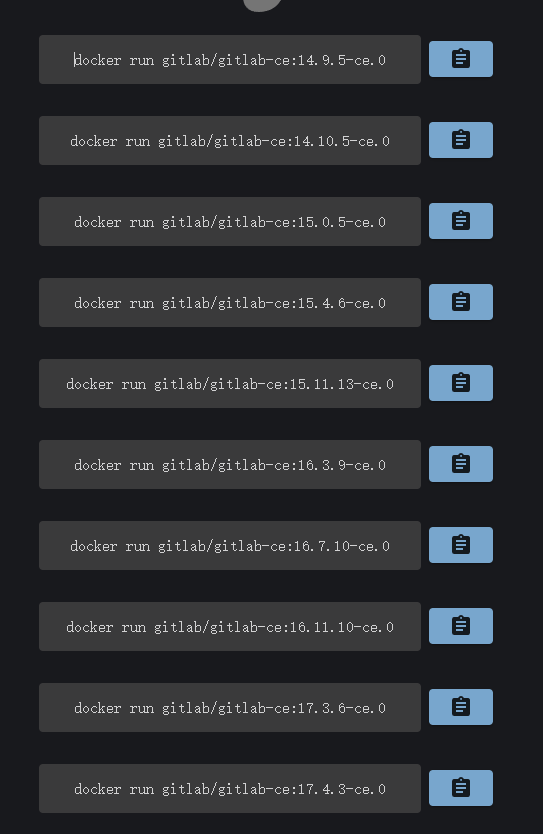 docker run gitlab/gitlab-ce:14.9.5-ce.0
docker run gitlab/gitlab-ce:14.10.5-ce.0
docker run gitlab/gitlab-ce:15.0.5-ce.0
docker run gitlab/gitlab-ce:15.4.6-ce.0
docker run gitlab/gitlab-ce:15.11.13-ce.0
docker run gitlab/gitlab-ce:16.3.9-ce.0
docker run gitlab/gitlab-ce:16.7.10-ce.0
docker run gitlab/gitlab-ce:16.11.10-ce.0
docker run gitlab/gitlab-ce:17.3.6-ce.0
docker run gitlab/gitlab-ce:17.4.3-ce.0